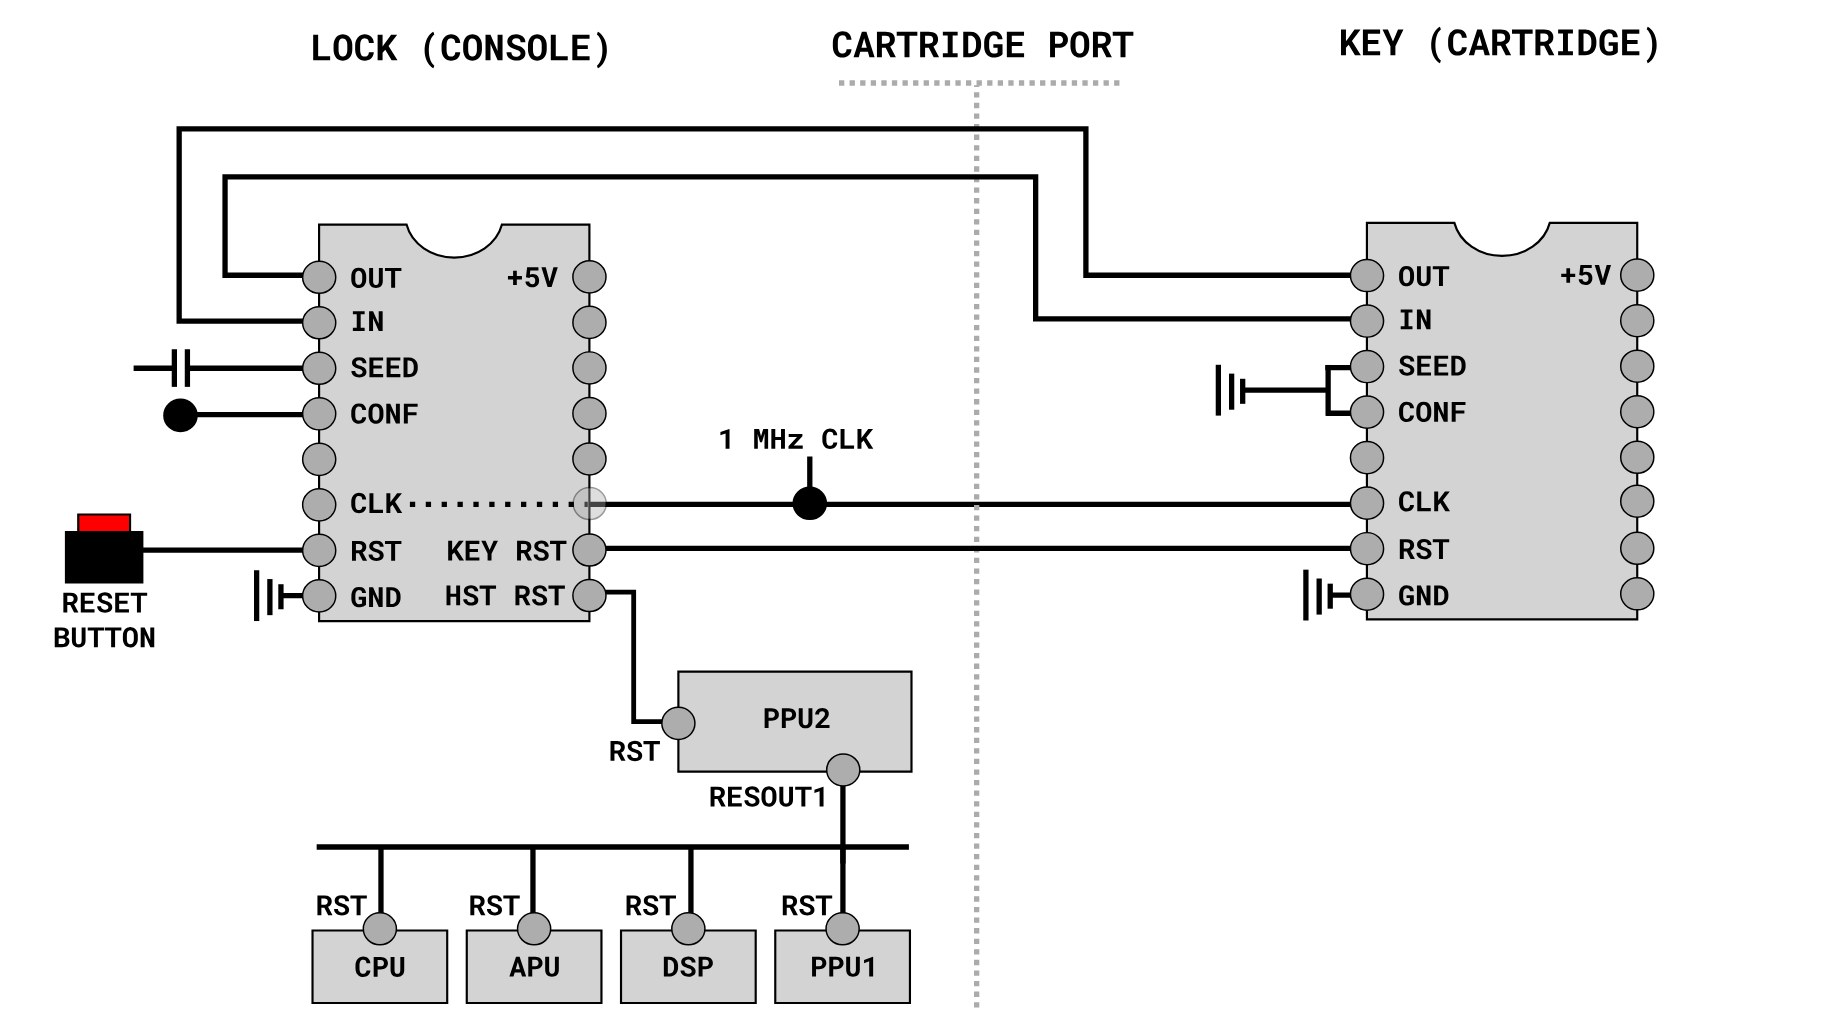 LOCK (CONSOLE)
CARTRIDGE PORT
KEY (CARTRIDGE)
OUT
+5V
IN
SEED
CONF
CLK
RST
KEY RST
GND
HST RST
1 MHz CLK
OUT
+5V
IN
SEED
CONF
CLK
RST
GND
RESET
BUTTON
PPU2
RST
RESOUT1
RST
RST
RST
RST
CPU
APU
DSP
PPU1